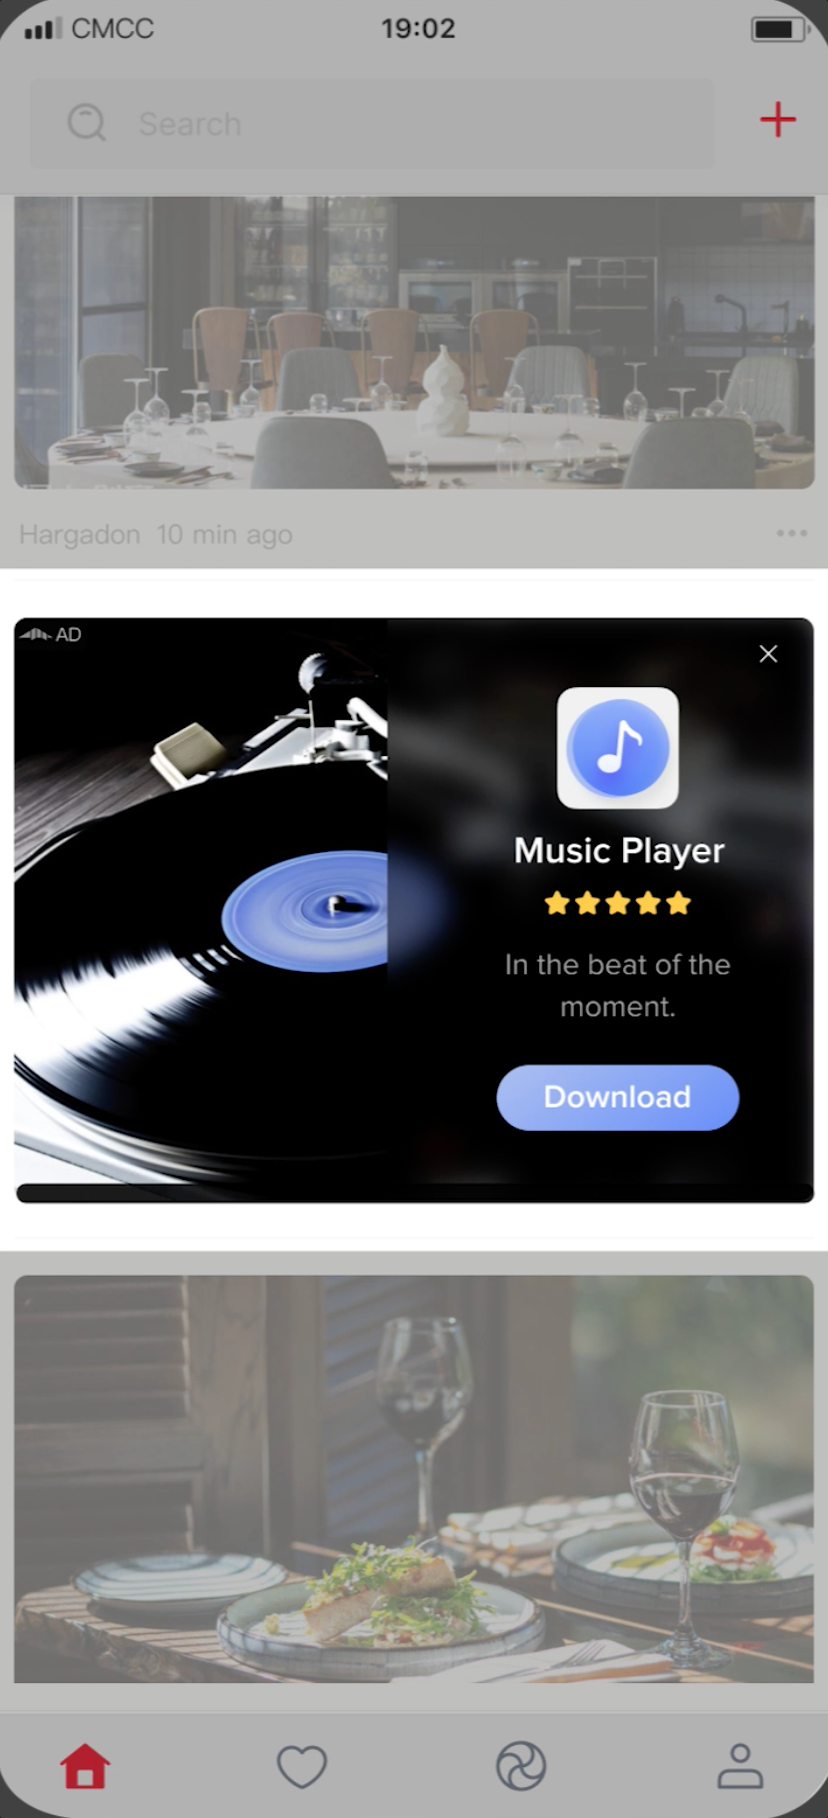 CMCC
19:02
Search
Hargadon 10 min ago
AD
Music Player
In the beat of the
moment.
Download